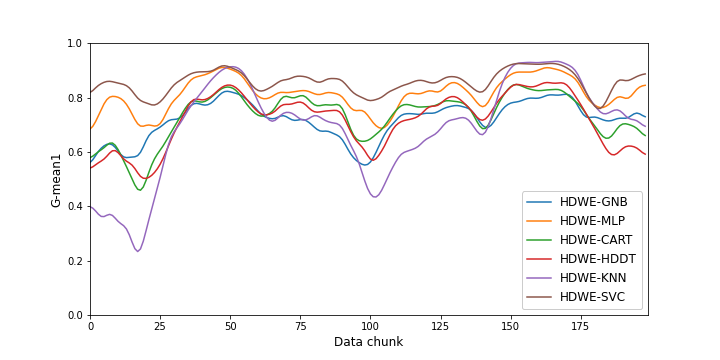 1.0
0.8
0.6
0.4
0.2
0.0
G-mean1
0 25 50 75 100 125 150 175
Data chunk
HDWE-GNB
HDWE-MLP
HDWE-CART
HDWE-HDDT
HDWE-KNN
HDWE-SVC